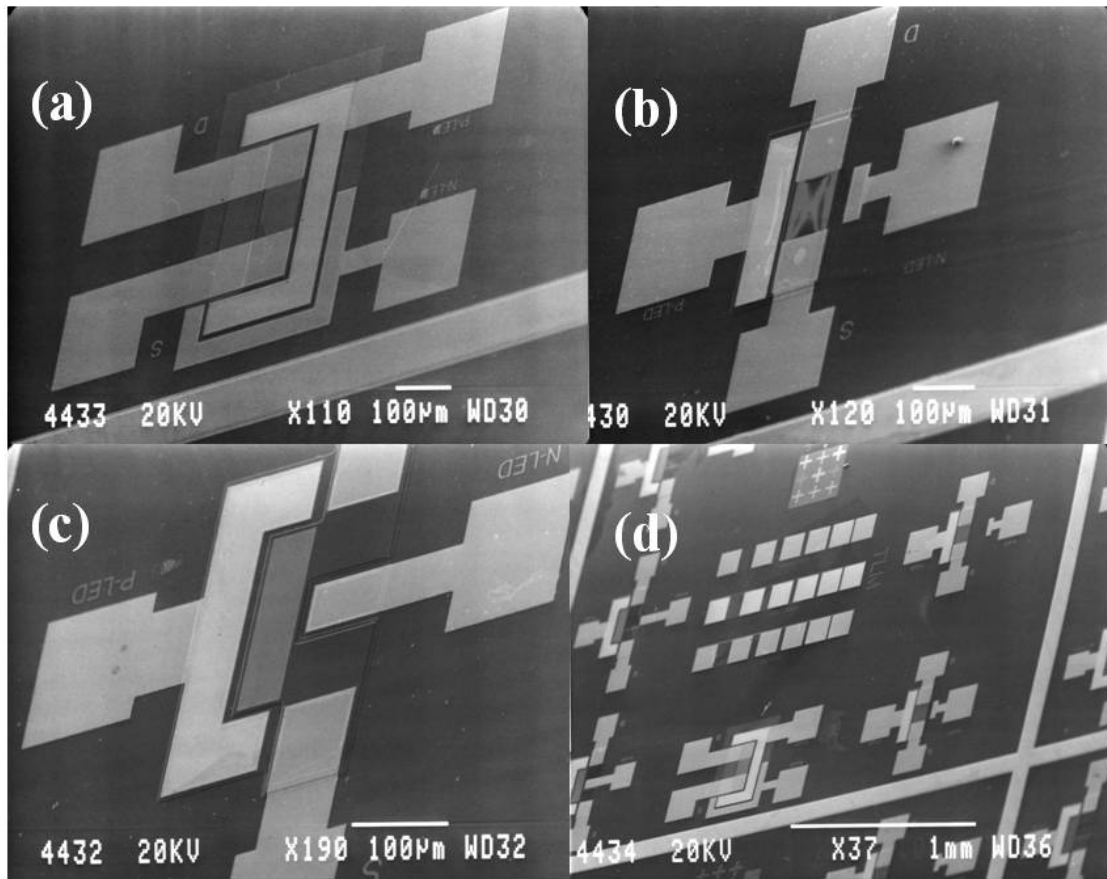 (a)
D
P-LED
N-LED
S
4433 20KV X110 100µm WD30
(b)
D
N-LED
P-LED
S
430 20KV X120 100µm WD31
(c)
N-LED
P-LED
S
4432 20KV X190 100µm WD32
(d)
TLM
4434 20KV X37 1mm WD36